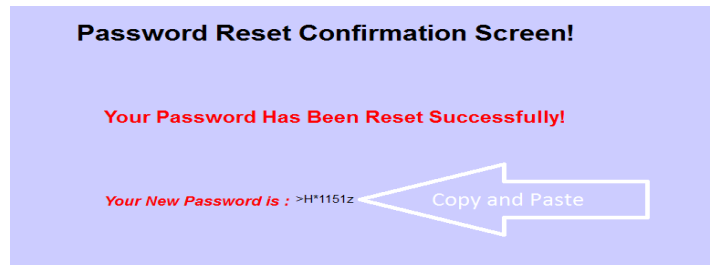 Password Reset Confirmation Screen!
Your Password Has Been Reset Successfully!
Your New Password is : >H*1151z Copy and Paste